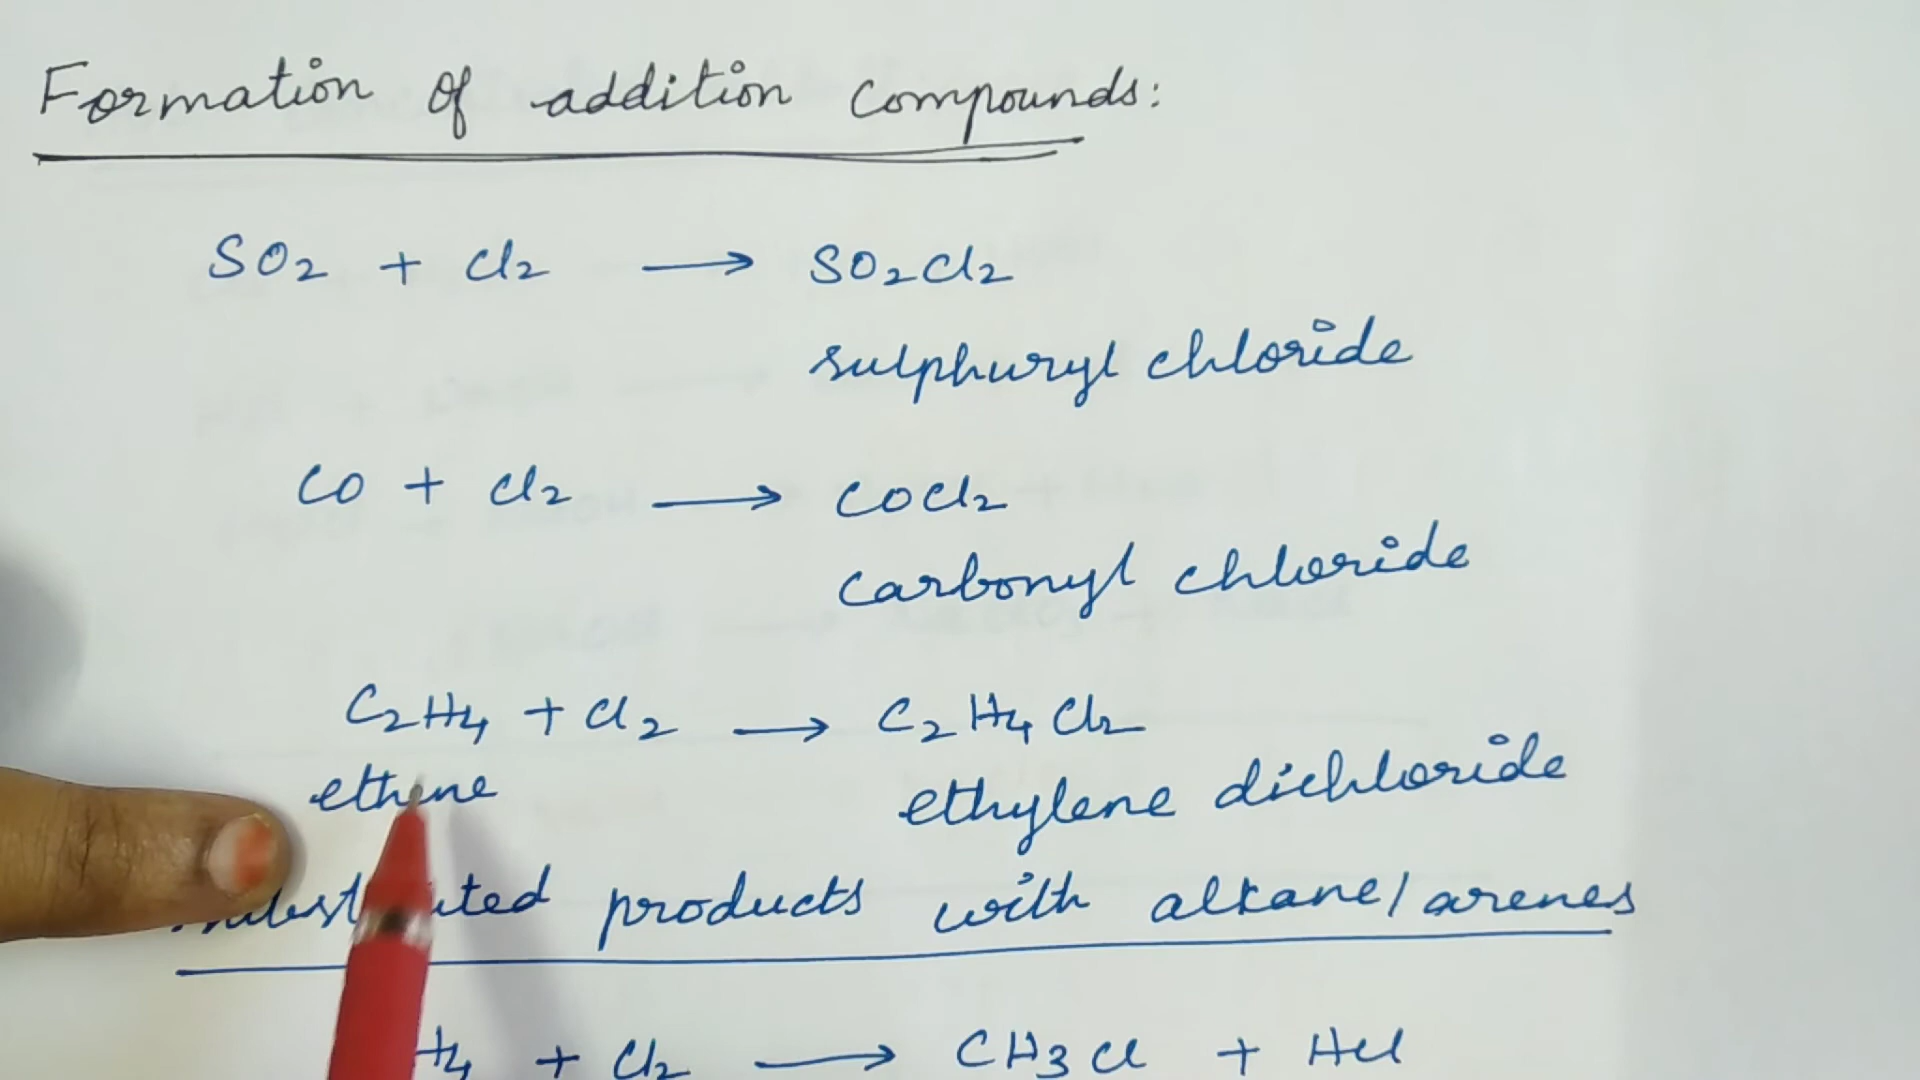 Formation of addition compounds:
SO2 + Cl2 → SO2Cl2
sulphuryl chloride
CO + Cl2 → COCl2
carbonyl chloride
C2H4 + Cl2 → C2H4Cl2
ethene
ethylene dichloride
products with alkane/arenes
H4 + Cl2 → CH3Cl + HCl